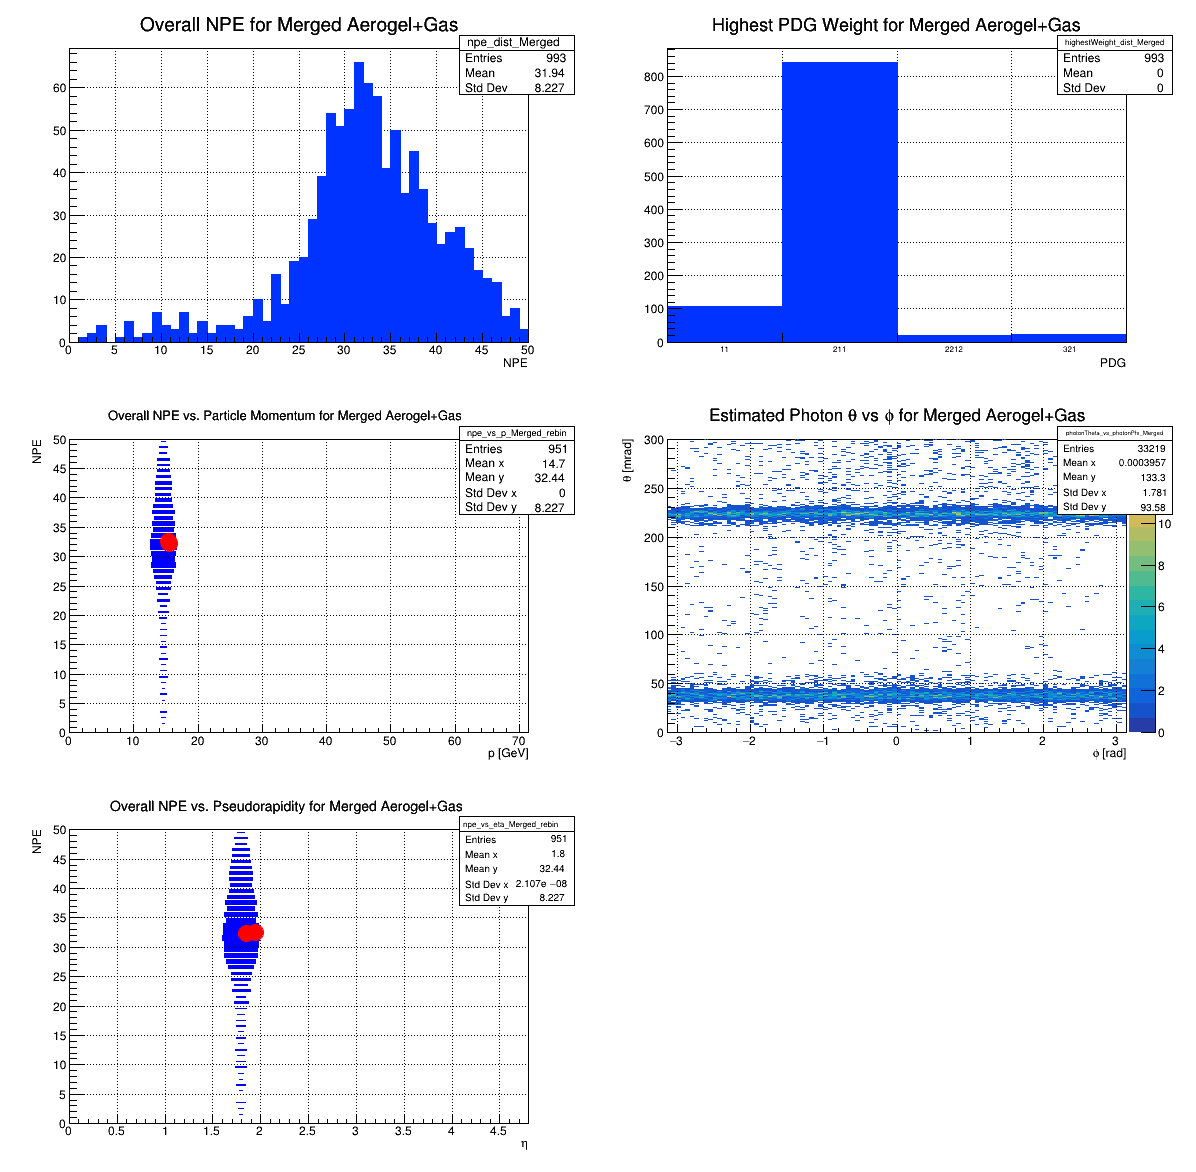 Overall NPE for Merged Aerogel+Gas
npe_dist_Merged
Entries 993
Mean 31.94
Std Dev 8.227
60
50
40
30
20
10
0
0 5 10 15 20 25 30 35 40 45 50
NPE
Highest PDG Weight for Merged Aerogel+Gas
highestWeight_dist_Merged
Entries 993
Mean 0
Std Dev 0
800
700
600
500
400
300
200
100
0
11 211 2212 321
PDG
Overall NPE vs. Particle Momentum for Merged Aerogel+Gas
npe_vs_p_Merged_rebin
Entries 951
Mean x 14.7
Mean y 32.44
Std Dev x 0
Std Dev y 8.227
NPE
50
45
40
35
30
25
20
15
10
5
0
0 10 20 30 40 50 60 70
p [GeV]
Estimated Photon θ vs ϕ for Merged Aerogel+Gas
photonTheta_vs_photonPhi_Merged
Entries 33219
Mean x 0.0003957
Mean y 133.3
Std Dev x 1.781
Std Dev y 93.58
θ [mrad]
300
250
200
150
100
50
0
−3 −2 −1 0 1 2 3
ϕ [rad]
10
8
6
4
2
0
Overall NPE vs. Pseudorapidity for Merged Aerogel+Gas
npe_vs_eta_Merged_rebin
Entries 951
Mean x 1.8
Mean y 32.44
Std Dev x 2.107e −08
Std Dev y 8.227
NPE
50
45
40
35
30
25
20
15
10
5
0
0 0.5 1 1.5 2 2.5 3 3.5 4 4.5
η